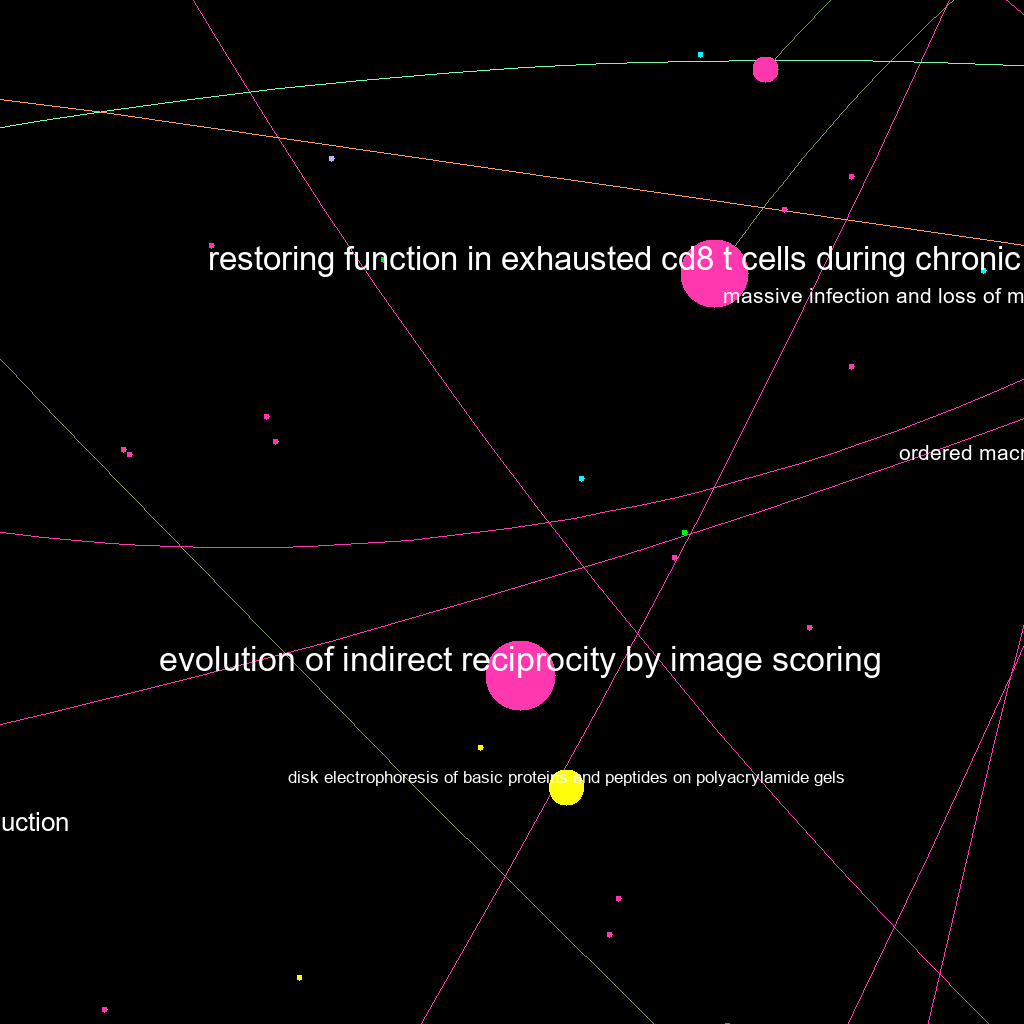 restoring function in exhausted cd8 t cells during chronic
massive infection and loss of m
ordered macr
evolution of indirect reciprocity by image scoring
disk electrophoresis of basic proteins and peptides on polyacrylamide gels
uction